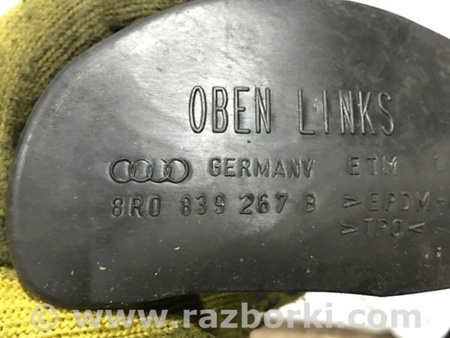 OBEN LINKS
GERMANY ETM
8R0 839 267 B >EPDM+
>TPO<
www.razborki.com